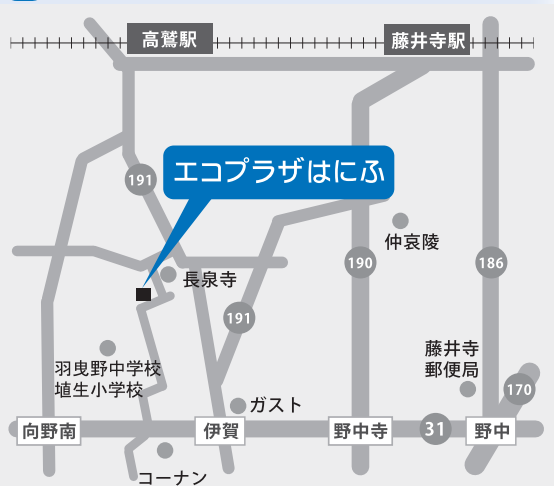 高鷲駅
藤井寺駅
エコプラザはにふ
191
仲哀陵
190
186
長泉寺
191
藤井寺
郵便局
羽曳野中学校
埴生小学校
170
ガスト
向野南
伊賀
野中寺
31
野中
コーナン